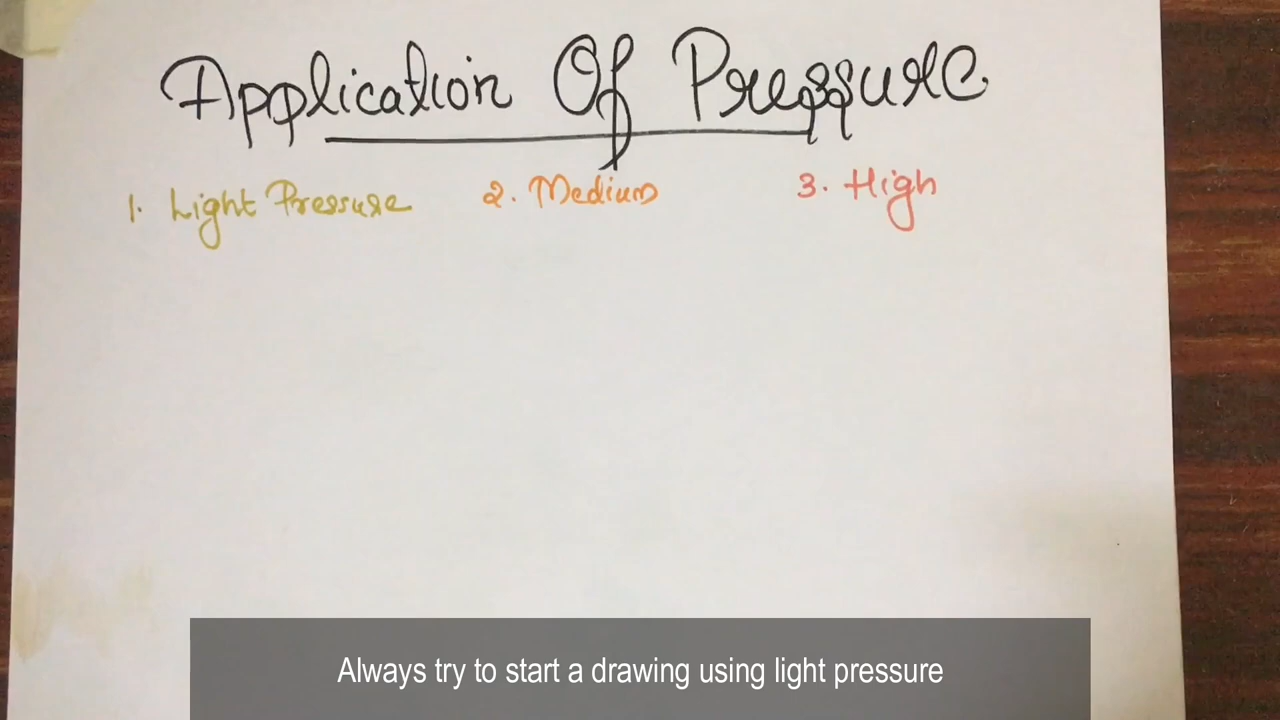 Application Of Pressure
1. Light Pressure 2. Medium 3. High
Always try to start a drawing using light pressure